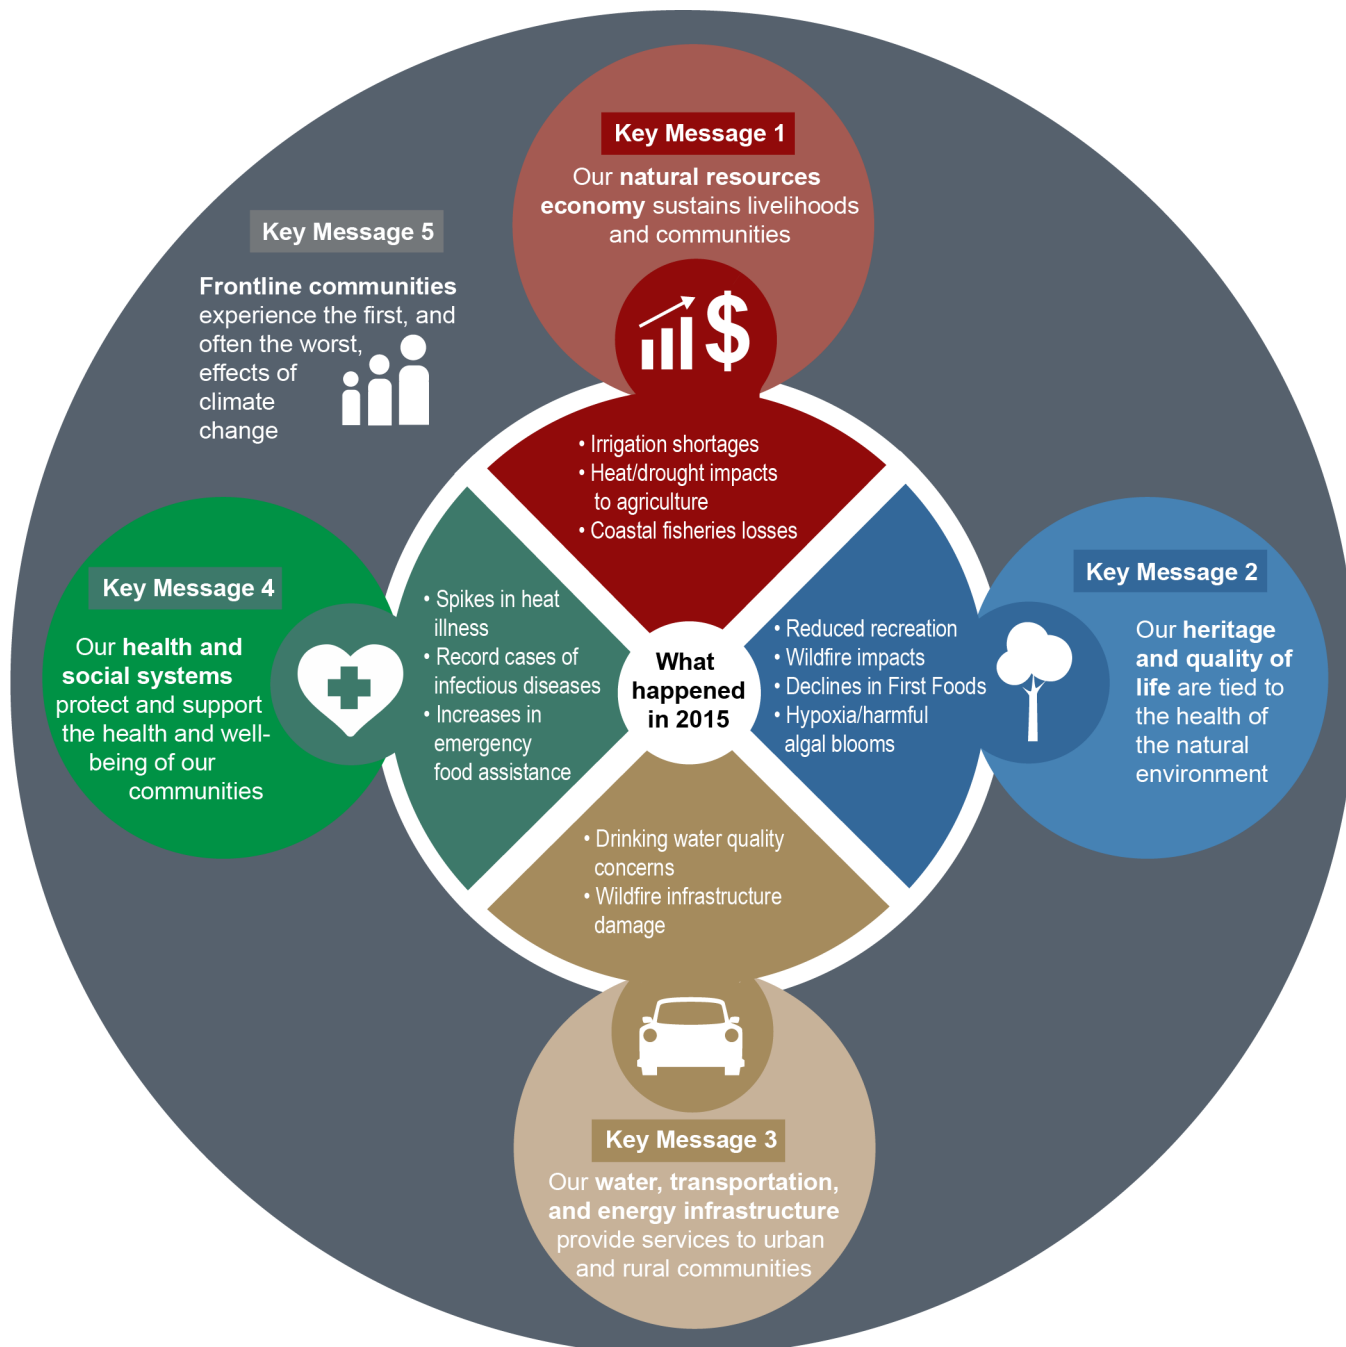 Key Message 1
Our natural resources
economy sustains livelihoods
and communities
$
• Irrigation shortages
• Heat/drought impacts
to agriculture
• Coastal fisheries losses
Key Message 5
Frontline communities
experience the first, and
often the worst,
effects of
climate
change
Key Message 4
Our health and
social systems
protect and support
the health and well-
being of our
communities
• Spikes in heat
illness
• Record cases of
infectious diseases
• Increases in
emergency
food assistance
What
happened
in 2015
• Reduced recreation
• Wildfire impacts
• Declines in First Foods
• Hypoxia/harmful
algal blooms
Key Message 2
Our heritage
and quality of
life are tied to
the health of
the natural
environment
• Drinking water quality
concerns
• Wildfire infrastructure
damage
Key Message 3
Our water, transportation,
and energy infrastructure
provide services to urban
and rural communities